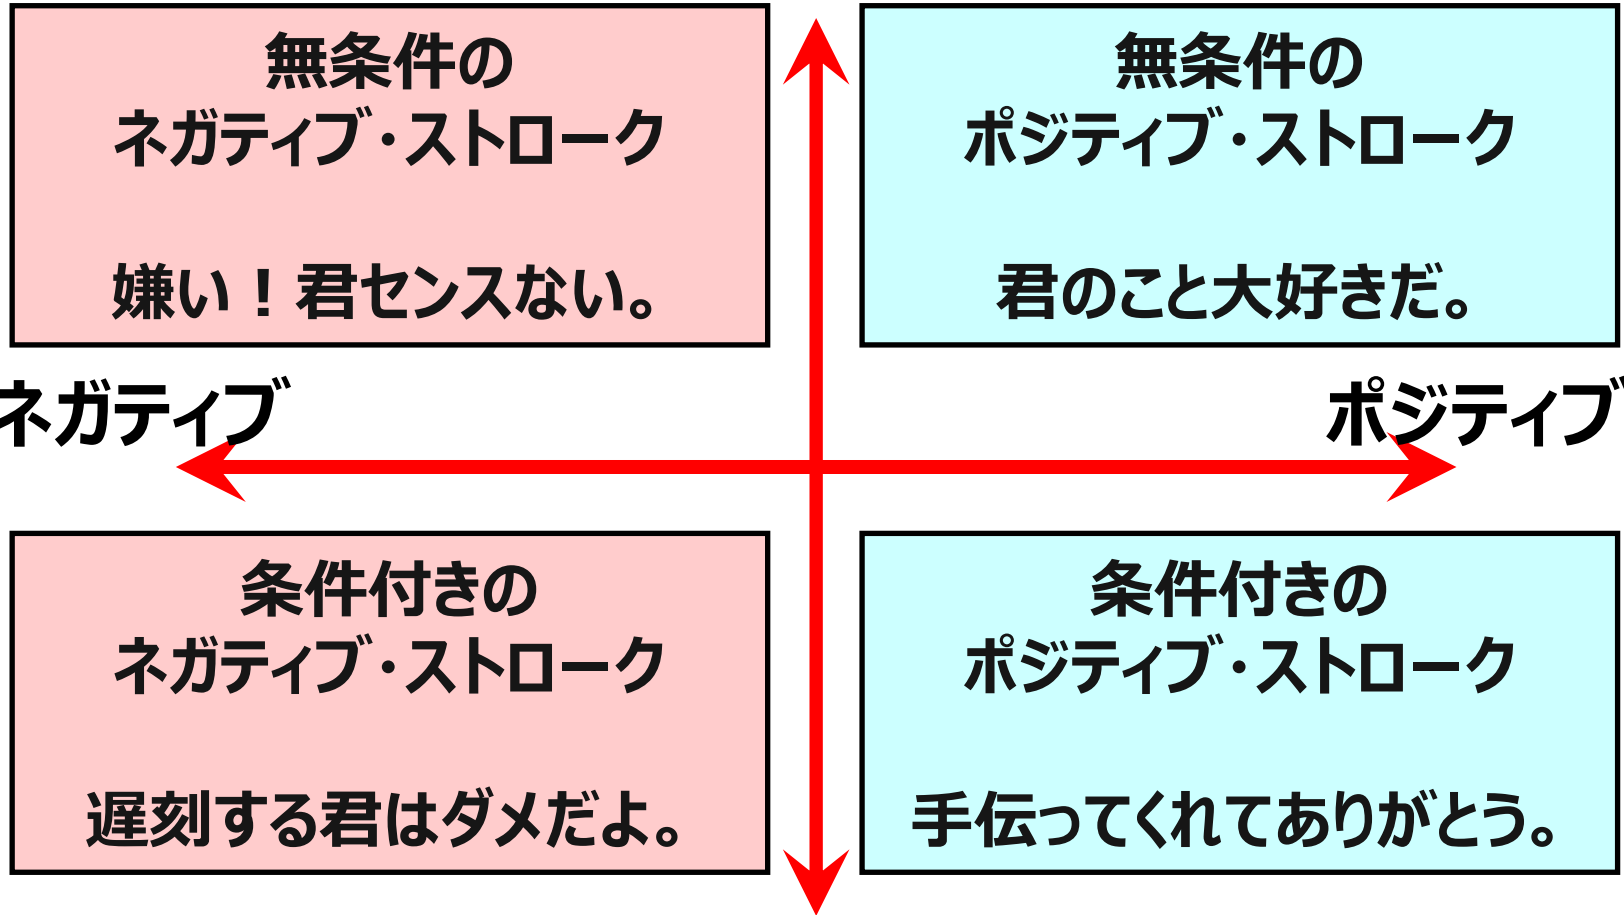 無条件の
ネガティブ・ストローク
嫌い！君センスない。
無条件の
ポジティブ・ストローク
君のこと大好きだ。
ネガティブ
ポジティブ
条件付きの
ネガティブ・ストローク
遅刻する君はダメだよ。
条件付きの
ポジティブ・ストローク
手伝ってくれてありがとう。